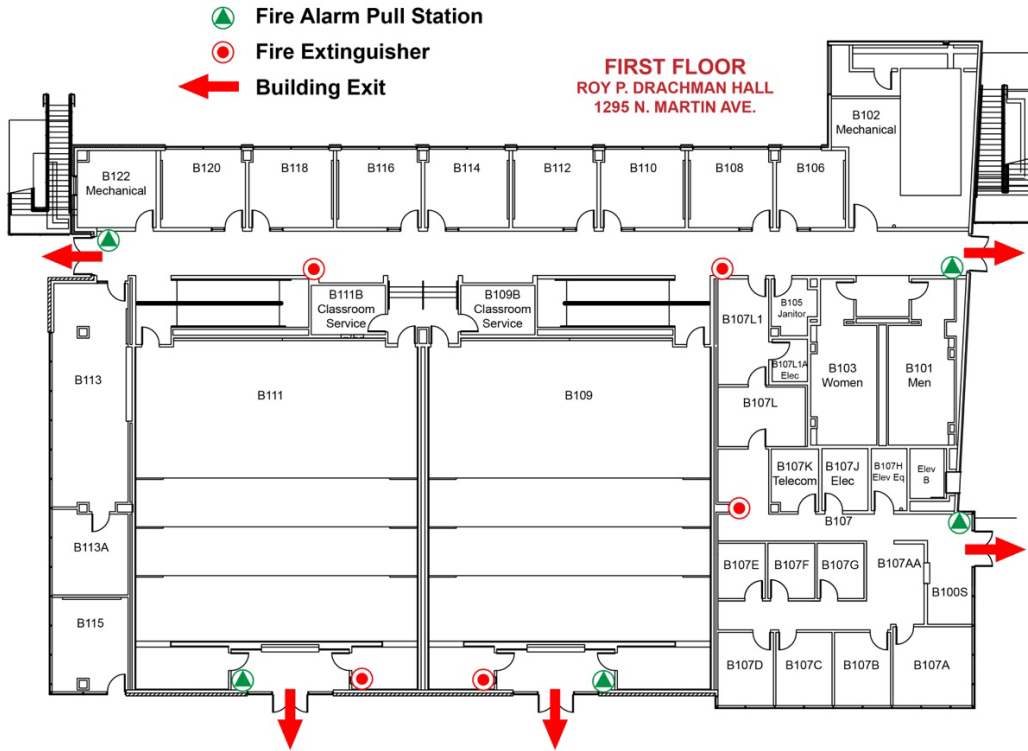 Fire Alarm Pull Station
Fire Extinguisher
Building Exit
FIRST FLOOR
ROY P. DRACHMAN HALL
1295 N. MARTIN AVE.
B102
Mechanical
B122
Mechanical
B120
B118
B116
B114
B112
B110
B108
B106
B111B
Classroom
Service
B109B
Classroom
Service
B107L1
B105
Janitor
B107L1A
Elec
B103
Women
B101
Men
B113
B111
B109
B107L
B107K
Telecom
B107J
Elec
B107H
Elev Eq
Elev
B
B107
B113A
B107E
B107F
B107G
B107AA
B100S
B115
B107D
B107C
B107B
B107A